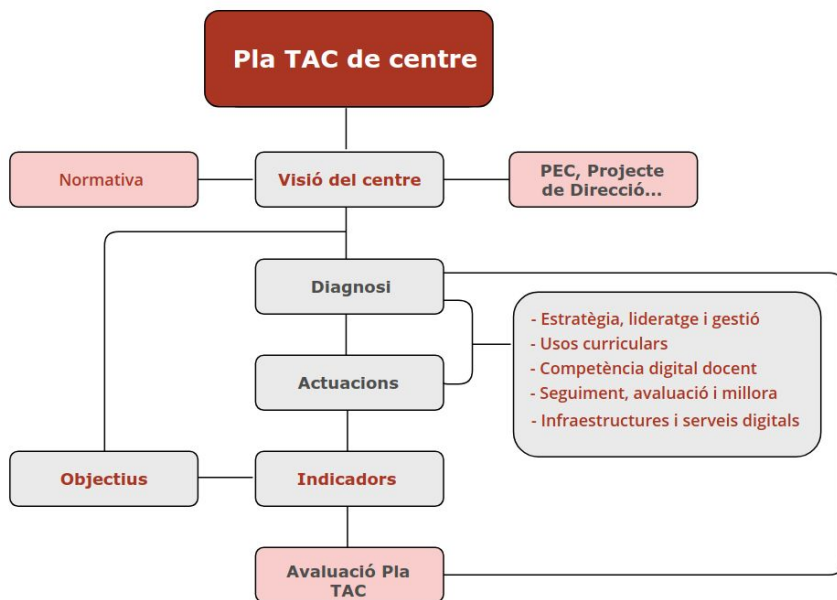 Pla TAC de centre
Normativa
Visió del centre
PEC, Projecte
de Direcció...
Diagnosi
- Estratègia, lideratge i gestió
- Usos curriculars
- Competència digital docent
- Seguiment, avaluació i millora
- Infraestructures i serveis digitals
Actuacions
Objectius
Indicadors
Avaluació Pla
TAC